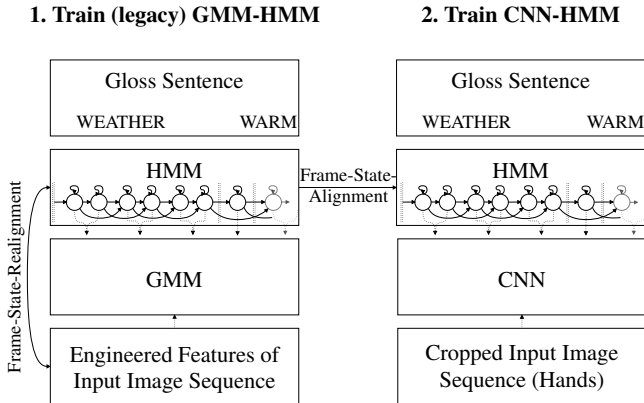 1. Train (legacy) GMM-HMM
Gloss Sentence
WEATHER WARM
HMM
GMM
Engineered Features of
Input Image Sequence
Frame-State-Realignment
Frame-State-
Alignment
2. Train CNN-HMM
Gloss Sentence
WEATHER WARM
HMM
CNN
Cropped Input Image
Sequence (Hands)